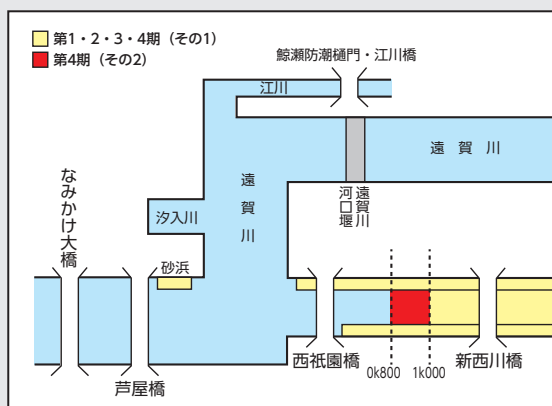 第1・2・3・4期（その1）
第4期（その2）
鯨瀬防潮樋門・江川橋
江川
遠賀川
遠賀川
遠賀川
河口堰
なみかけ大橋
汐入川
砂浜
芦屋橋
西祇園橋
新西川橋
0k800
1k000